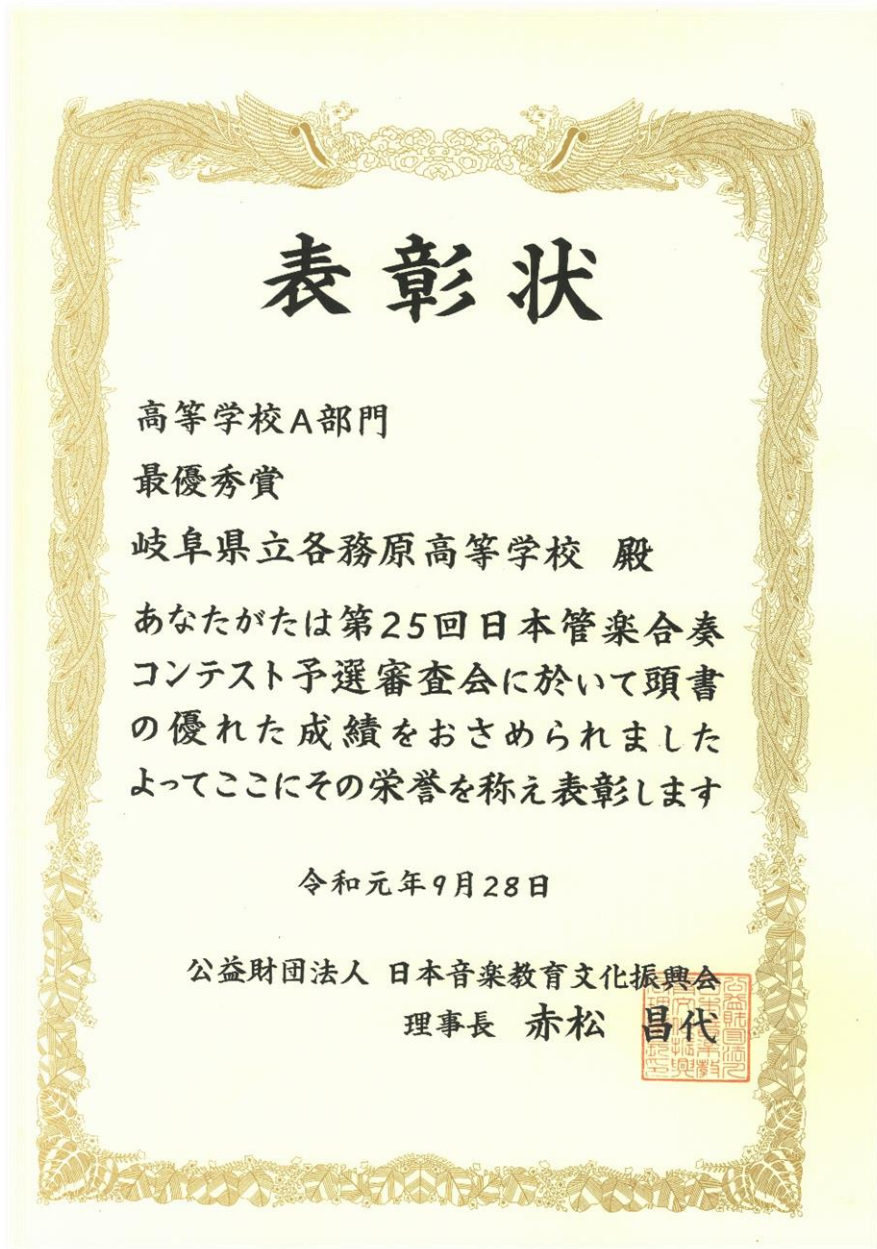 表彰状
高等学校A部門
最優秀賞
岐阜県立各務原高等学校 殿
あなたがたは第25回日本管楽合奏
コンテスト予選審査会に於いて頭書
の優れた成績をおさめられました
よってここにその栄誉を称え表彰します
令和元年9月28日
公益財団法人 日本音楽教育文化振興会
理事長 赤松 昌代